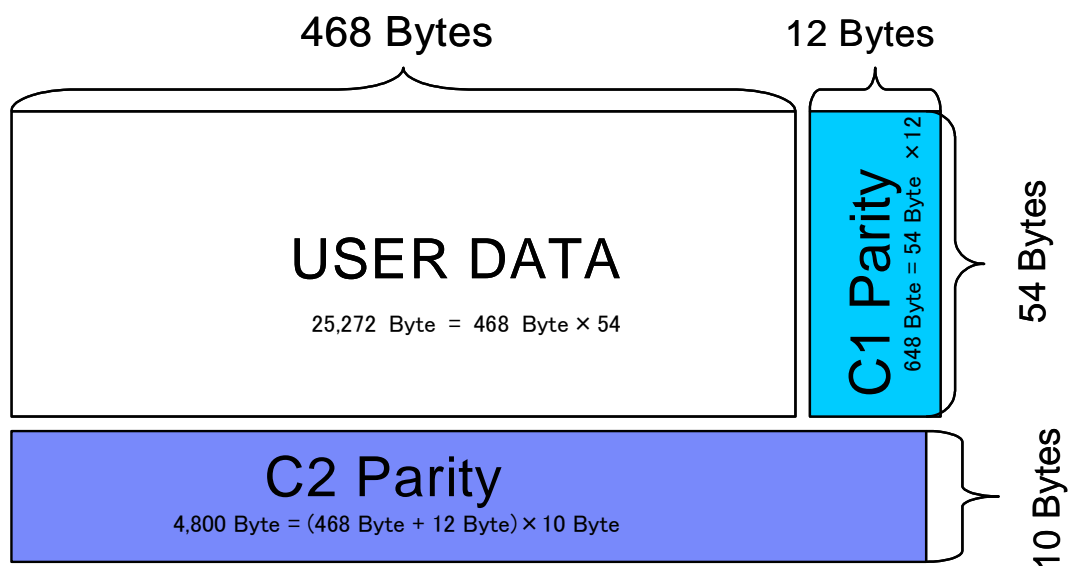 468 Bytes
12 Bytes
USER DATA
25,272 Byte = 468 Byte × 54
C1 Parity
648 Byte = 54 Byte ×12
54 Bytes
C2 Parity
4,800 Byte = (468 Byte + 12 Byte) × 10 Byte
10 Bytes